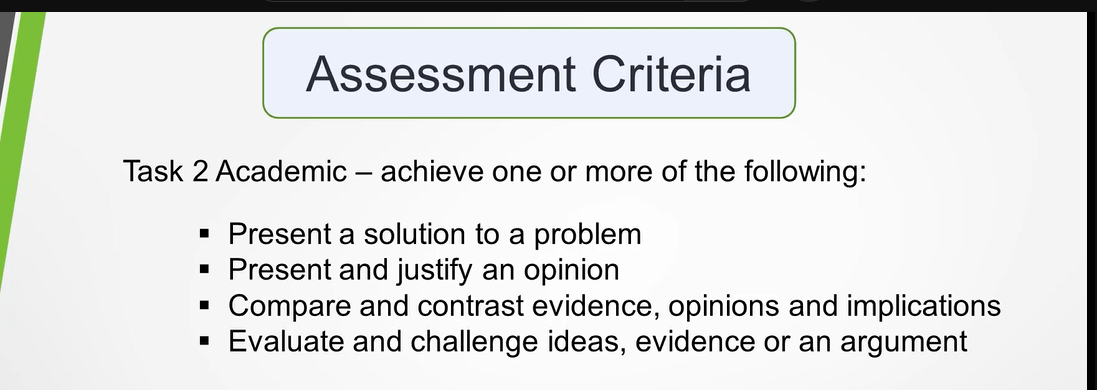 Assessment Criteria
Task 2 Academic – achieve one or more of the following:
▪ Present a solution to a problem
▪ Present and justify an opinion
▪ Compare and contrast evidence, opinions and implications
▪ Evaluate and challenge ideas, evidence or an argument